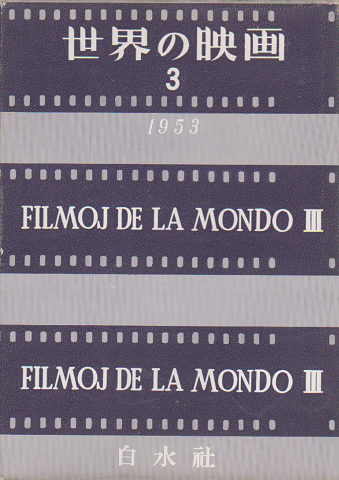 世界の映画
3
1953
FILMOJ DE LA MONDO III
FILMOJ DE LA MONDO III
白水社